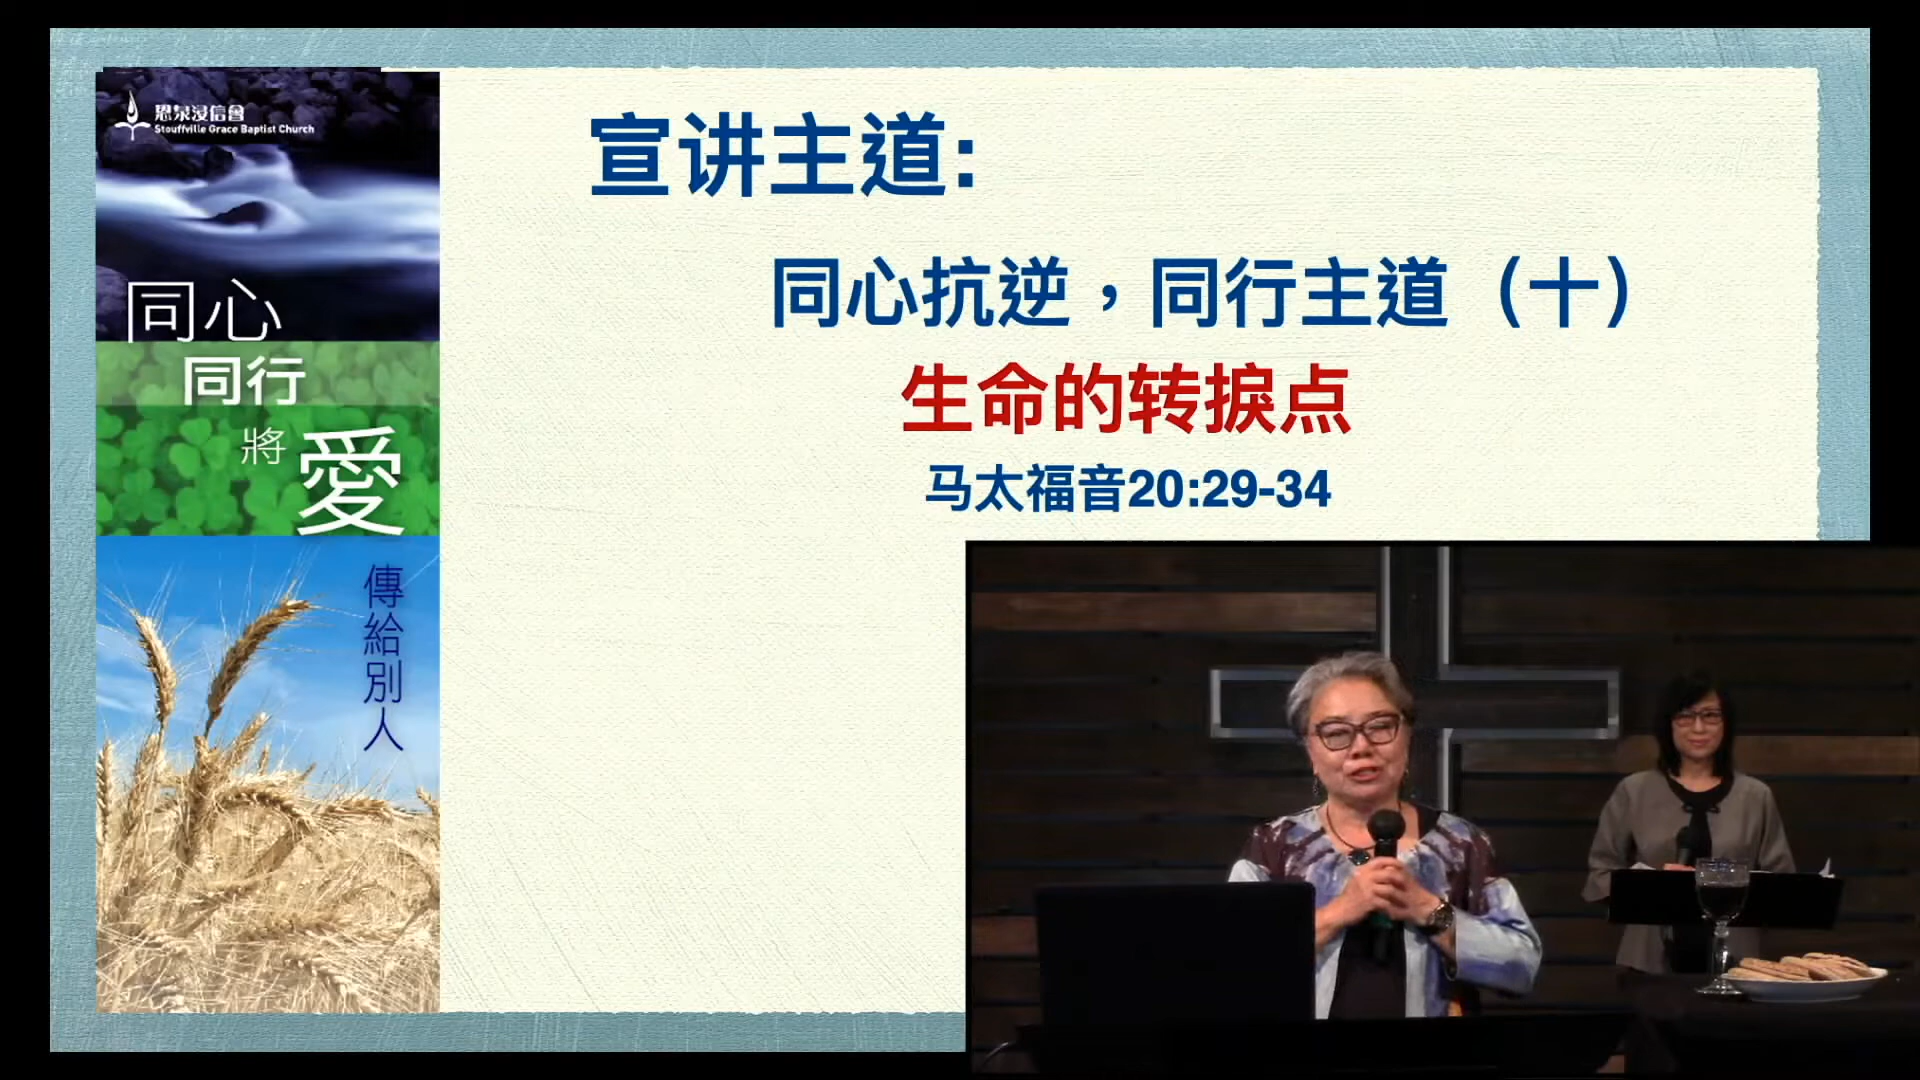 恩泉浸信會
Stouffville Grace Baptist Church
同心
同行
將愛
傳給別人
宣讲主道:
同心抗逆，同行主道（十）
生命的转捩点
马太福音20:29-34